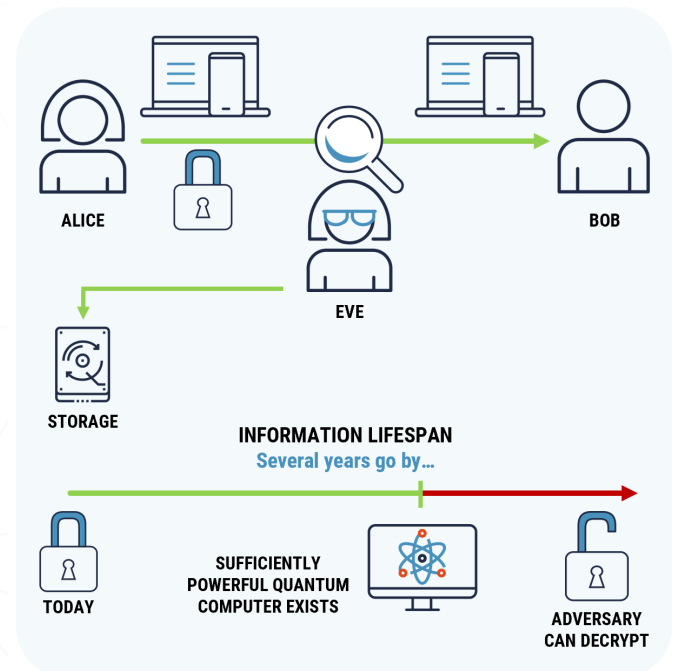 ALICE
BOB
EVE
STORAGE
INFORMATION LIFESPAN
Several years go by...
TODAY
SUFFICIENTLY
POWERFUL QUANTUM
COMPUTER EXISTS
ADVERSARY
CAN DECRYPT